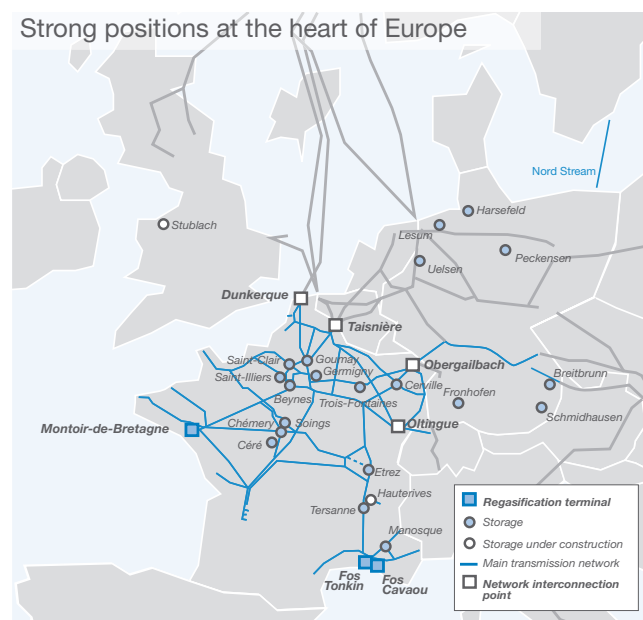 Strong positions at the heart of Europe
Nord Stream
Harsefeld
Stublach
Lesum
Peckensen
Uelsen
Dunkerque
Taisnière
Saint-Clair
Gournay
Obergailbach
Germigny
Saint-Illiers
Breitbrunn
Cerville
Beynes
Trois-Fontaines
Fronhofen
Schmidhausen
Chémery
Soings
Oltingue
Montoir-de-Bretagne
Céré
Etrez
Hauterives
Tersanne
Manosque
Fos
Tonkin
Fos
Cavaou
Regasification terminal
Storage
Storage under construction
Main transmission network
Network interconnection
point